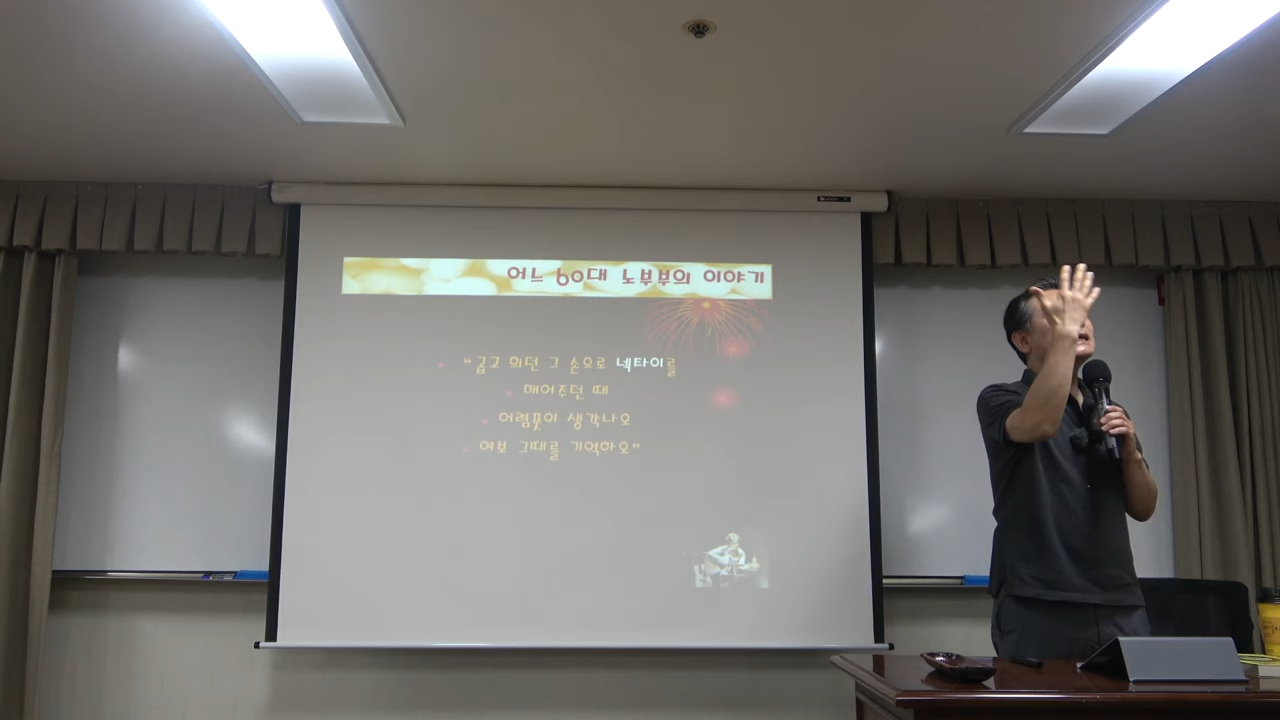 어느 60대 노부부의 이야기
"곱고 희던 그 손으로 넥타이를
매어주던 때
어렴풋이 생각나오
여보 그때를 기억하오"